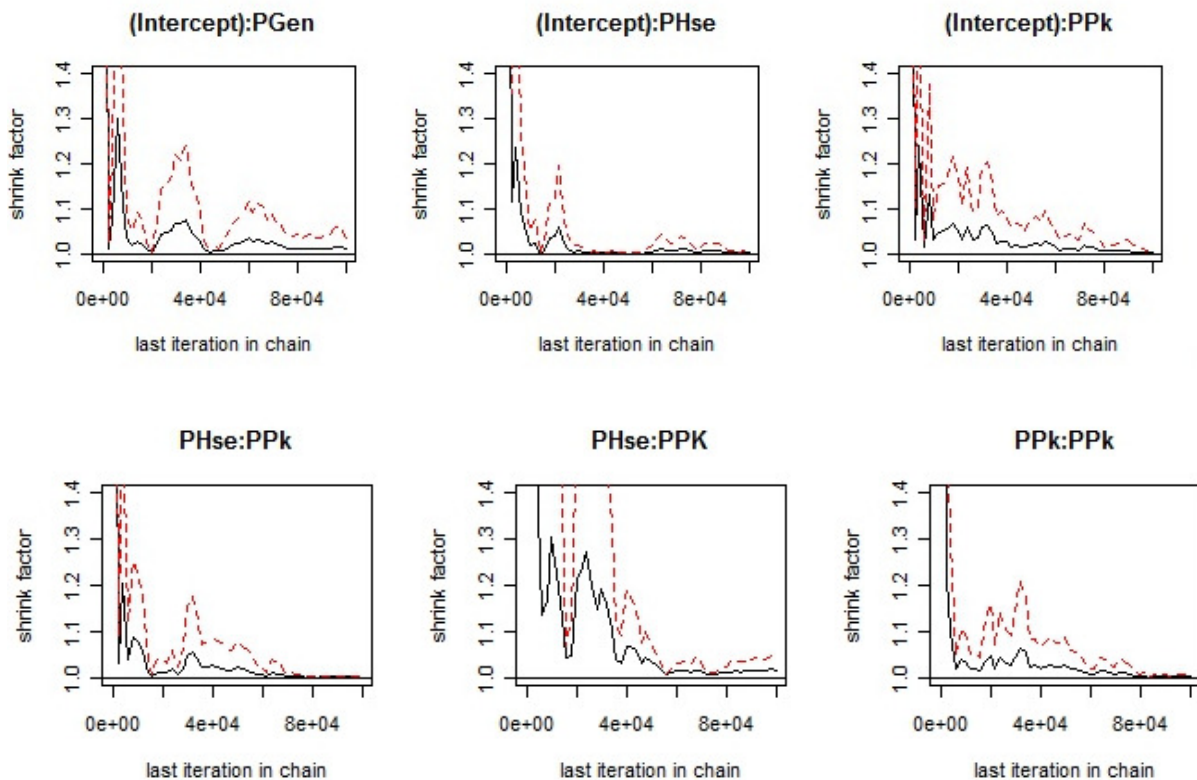 (Intercept):PGen (Intercept):PHse (Intercept):PPk
shrink factor
1.0 1.1 1.2 1.3 1.4
0e+00 4e+04 8e+04
last iteration in chain
shrink factor
1.0 1.1 1.2 1.3 1.4
0e+00 4e+04 8e+04
last iteration in chain
shrink factor
1.0 1.1 1.2 1.3 1.4
0e+00 4e+04 8e+04
last iteration in chain
PHse:PPk PHse:PPK PPk:PPk
shrink factor
1.0 1.1 1.2 1.3 1.4
0e+00 4e+04 8e+04
last iteration in chain
shrink factor
1.0 1.1 1.2 1.3 1.4
0e+00 4e+04 8e+04
last iteration in chain
shrink factor
1.0 1.1 1.2 1.3 1.4
0e+00 4e+04 8e+04
last iteration in chain